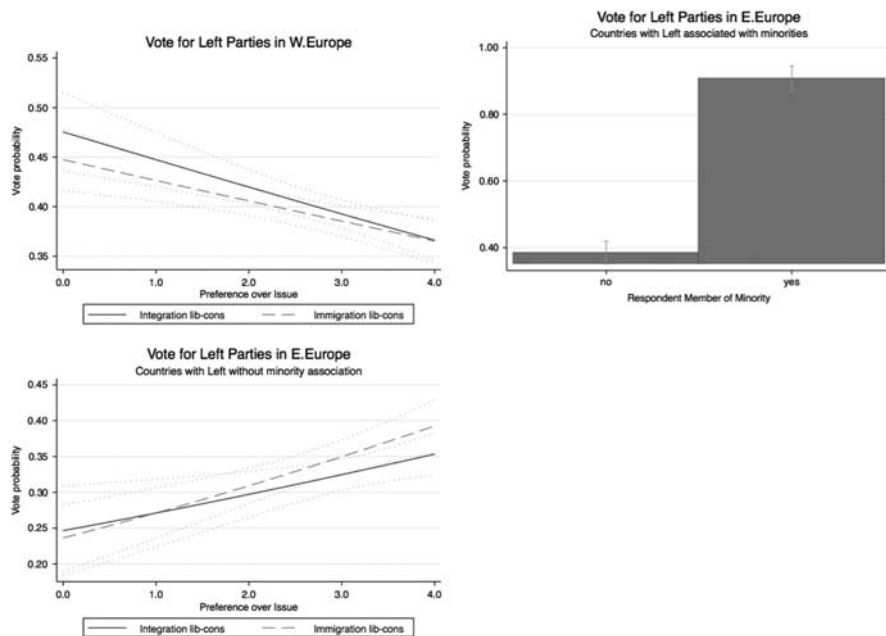 Vote for Left Parties in W.Europe
0.55
0.50
0.45
0.40
0.35
Vote probability
0.0
1.0
2.0
3.0
4.0
Preference over Issue
Integration lib-cons
Immigration lib-cons
Vote for Left Parties in E.Europe
Countries with Left associated with minorities
1.00
0.80
0.60
0.40
Vote probability
no
yes
Respondent Member of Minority
Vote for Left Parties in E.Europe
Countries with Left without minority association
0.45
0.40
0.35
0.30
0.25
0.20
Vote probability
0.0
1.0
2.0
3.0
4.0
Preference over Issue
Integration lib-cons
Immigration lib-cons